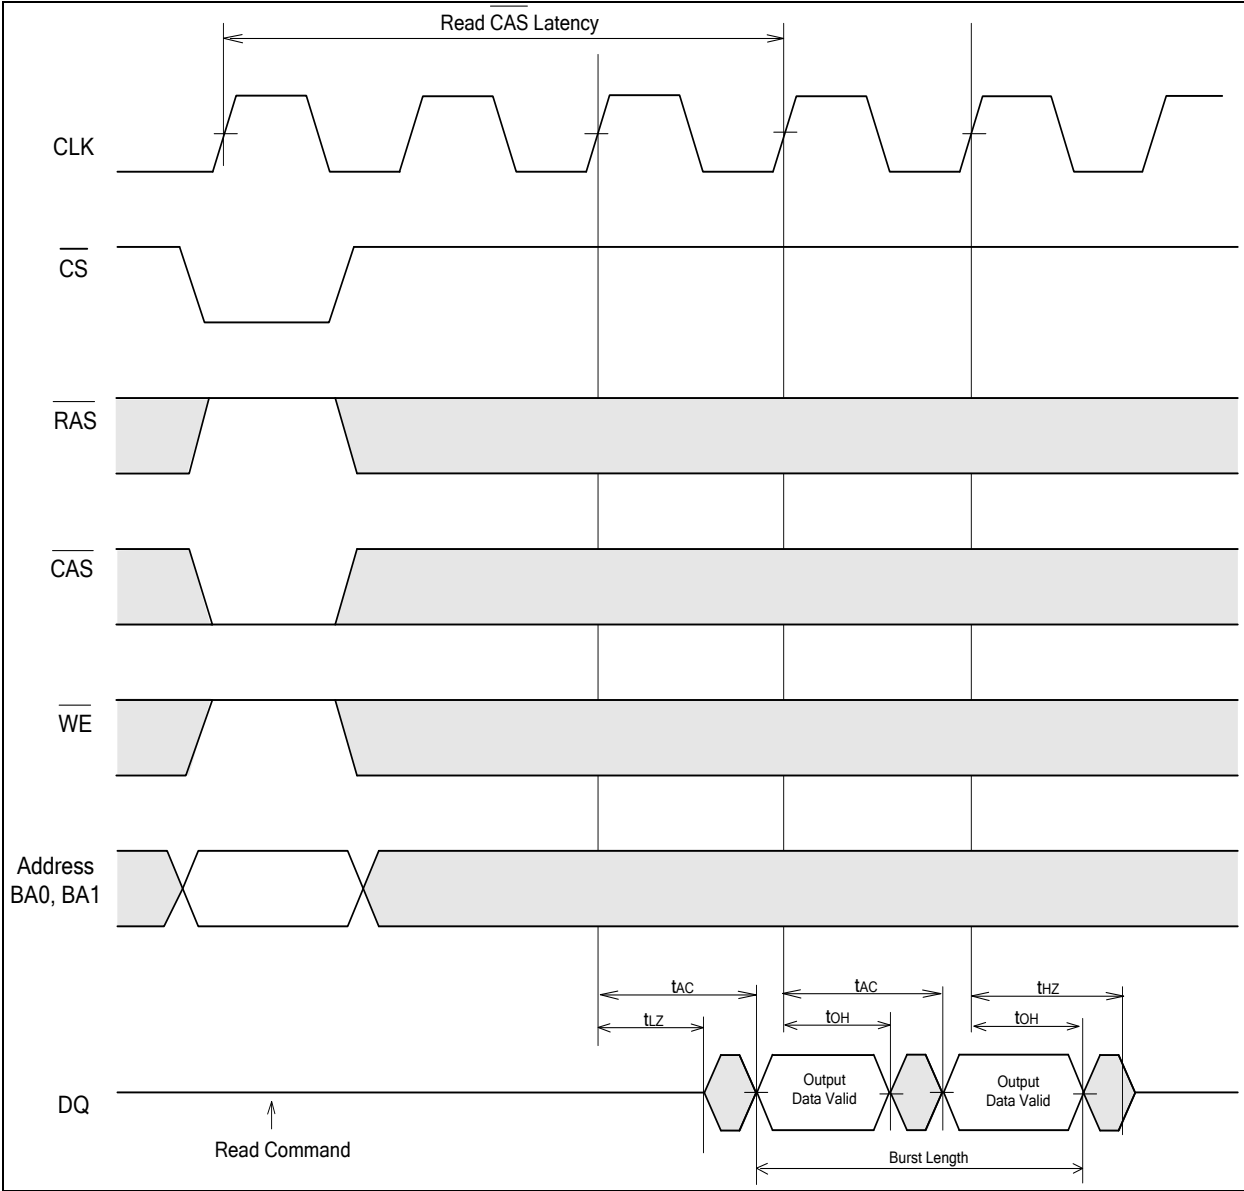 Read CAS Latency
CLK
CS
RAS
CAS
WE
Address
BA0, BA1
tAC
tAC
tHZ
tLZ
tOH
tOH
Output
Data Valid
Output
Data Valid
DQ
Read Command
Burst Length